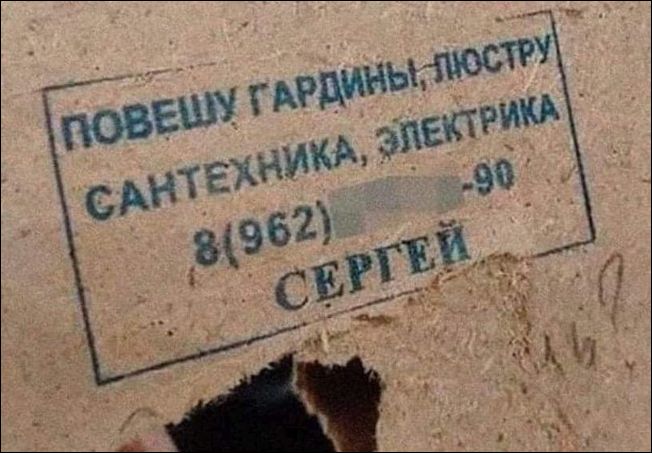 ПОВЕШУ ГАРДИНЫ, ЛЮСТРУ
САНТЕХНИКА, ЭЛЕКТРИКА
8(962) -90
СЕРГЕЙ